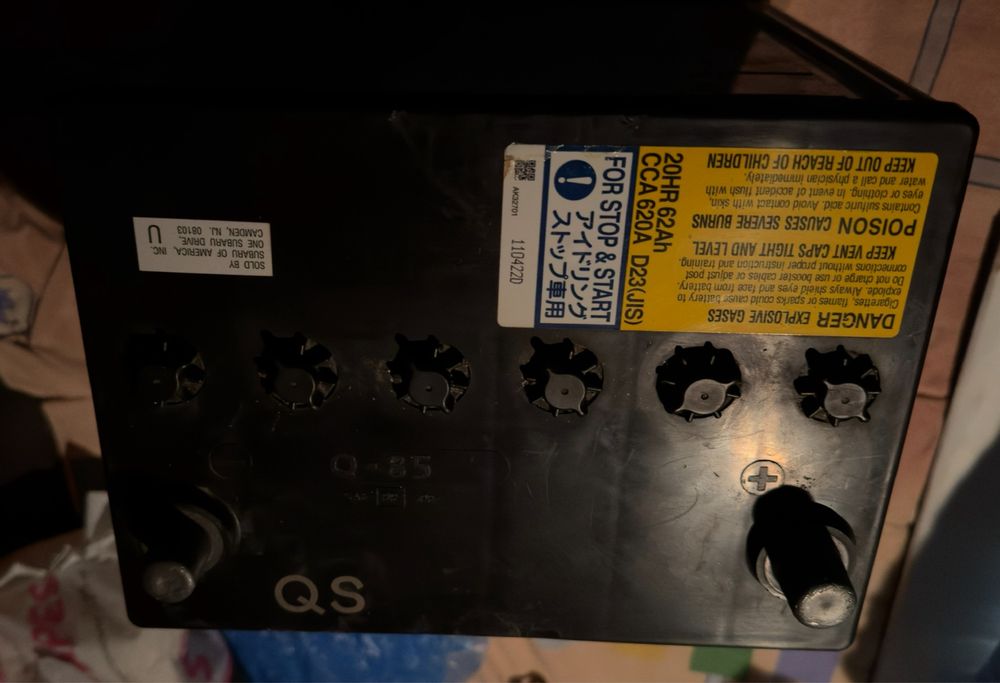 SOLD BY
SUBARU OF AMERICA, INC.
ONE SUBARU DRIVE,
CAMDEN, NJ. 08103
U
AK32701
110422D
FOR STOP & START
アイドリング
ストップ車用
20HR 62Ah
CCA 620A D23(JIS)
DANGER EXPLOSIVE GASES
Cigarettes, flames or sparks could cause battery to
explode. Always shield eyes and face from battery.
Do not charge or use booster cables or adjust post
connections without proper instruction and training.
KEEP VENT CAPS TIGHT AND LEVEL
POISON CAUSES SEVERE BURNS
Contains sulfuric acid. Avoid contact with skin,
eyes or clothing. In event of accident flush with
water and call a physician immediately.
KEEP OUT OF REACH OF CHILDREN
Q-85
+
QS